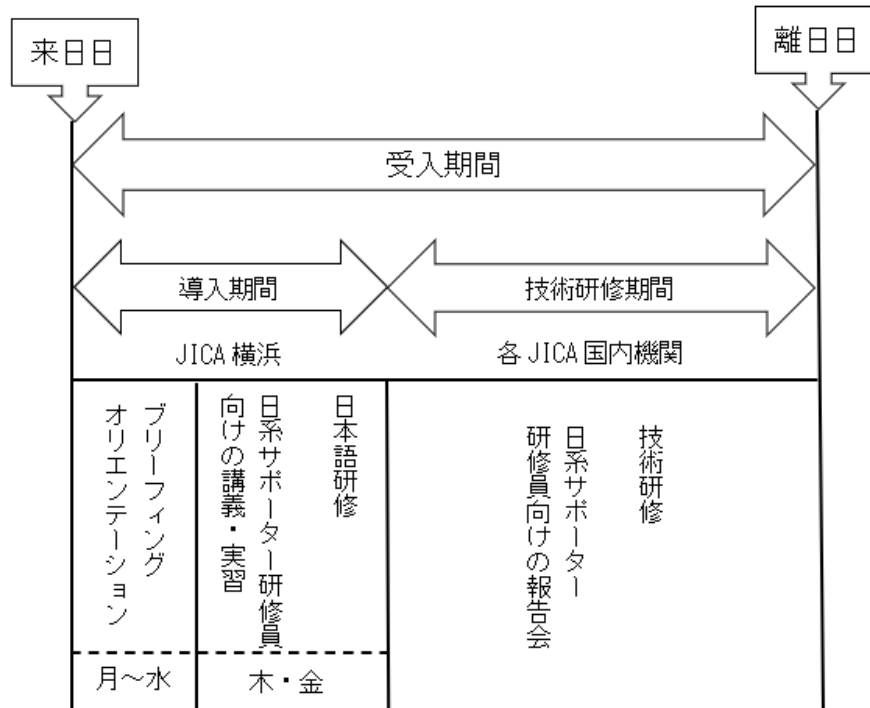 来日日
離日日
受入期間
導入期間
技術研修期間
JICA 横浜
各 JICA 国内機関
ブリーフィング
オリエンテーション
日本語研修
日系サポーター研修員
向けの講義・実習
技術研修
日系サポーター
研修員向けの報告会
月～水
木・金